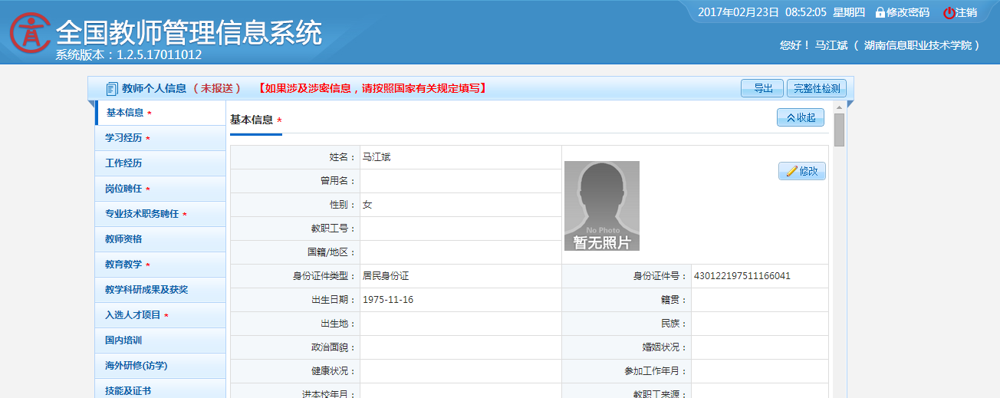 2017年02月23日 08:52:05 星期四 修改密码 注销
全国教师管理信息系统
系统版本：1.2.5.17011012
您好！ 马江斌 （ 湖南信息职业技术学院 ）
教师个人信息 （ 未报送 ） 【如果涉及涉密信息，请按照国家有关规定填写】 导出 完整性检测
基本信息 *
学习经历 *
工作经历
岗位聘任 *
专业技术职务聘任 *
教师资格
教育教学 *
教学科研成果及获奖
入选人才项目 *
国内培训
海外研修(访学)
技能及证书
基本信息 * 收起
姓名： 马江斌
曾用名：
性别： 女
教职工号：
国籍/地区：
No Photo
暂无照片
修改
身份证件类型： 居民身份证 身份证件号： 430122197511166041
出生日期： 1975-11-16 籍贯：
出生地： 民族：
政治面貌： 婚姻状况：
健康状况： 参加工作年月：
进本校年月： 教职工来源：